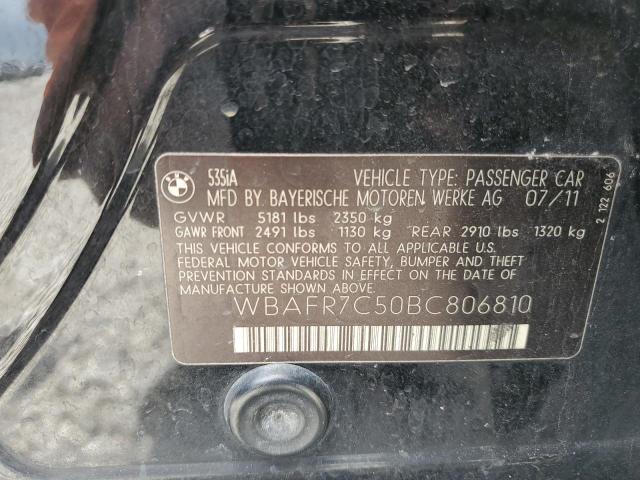 535iA VEHICLE TYPE: PASSENGER CAR
MFD BY BAYERISCHE MOTOREN WERKE AG 07/11
GVWR 5181 lbs 2350 kg
GAWR FRONT 2491 lbs 1130 kg REAR 2910 lbs 1320 kg
THIS VEHICLE CONFORMS TO ALL APPLICABLE U.S.
FEDERAL MOTOR VEHICLE SAFETY, BUMPER AND THEFT
PREVENTION STANDARDS IN EFFECT ON THE DATE OF
MANUFACTURE SHOWN ABOVE.
WBAFR7C50BC806810
2 122 606